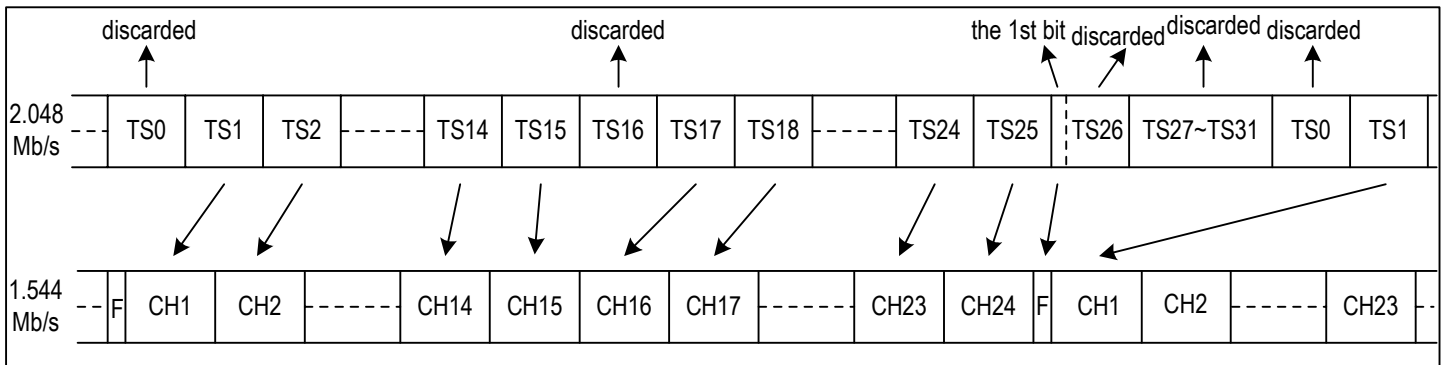 discarded discarded the 1st bit discarded discarded discarded
2.048 Mb/s TS0 TS1 TS2 TS14 TS15 TS16 TS17 TS18 TS24 TS25 TS26 TS27~TS31 TS0 TS1
1.544 Mb/s F CH1 CH2 CH14 CH15 CH16 CH17 CH23 CH24 F CH1 CH2 CH23